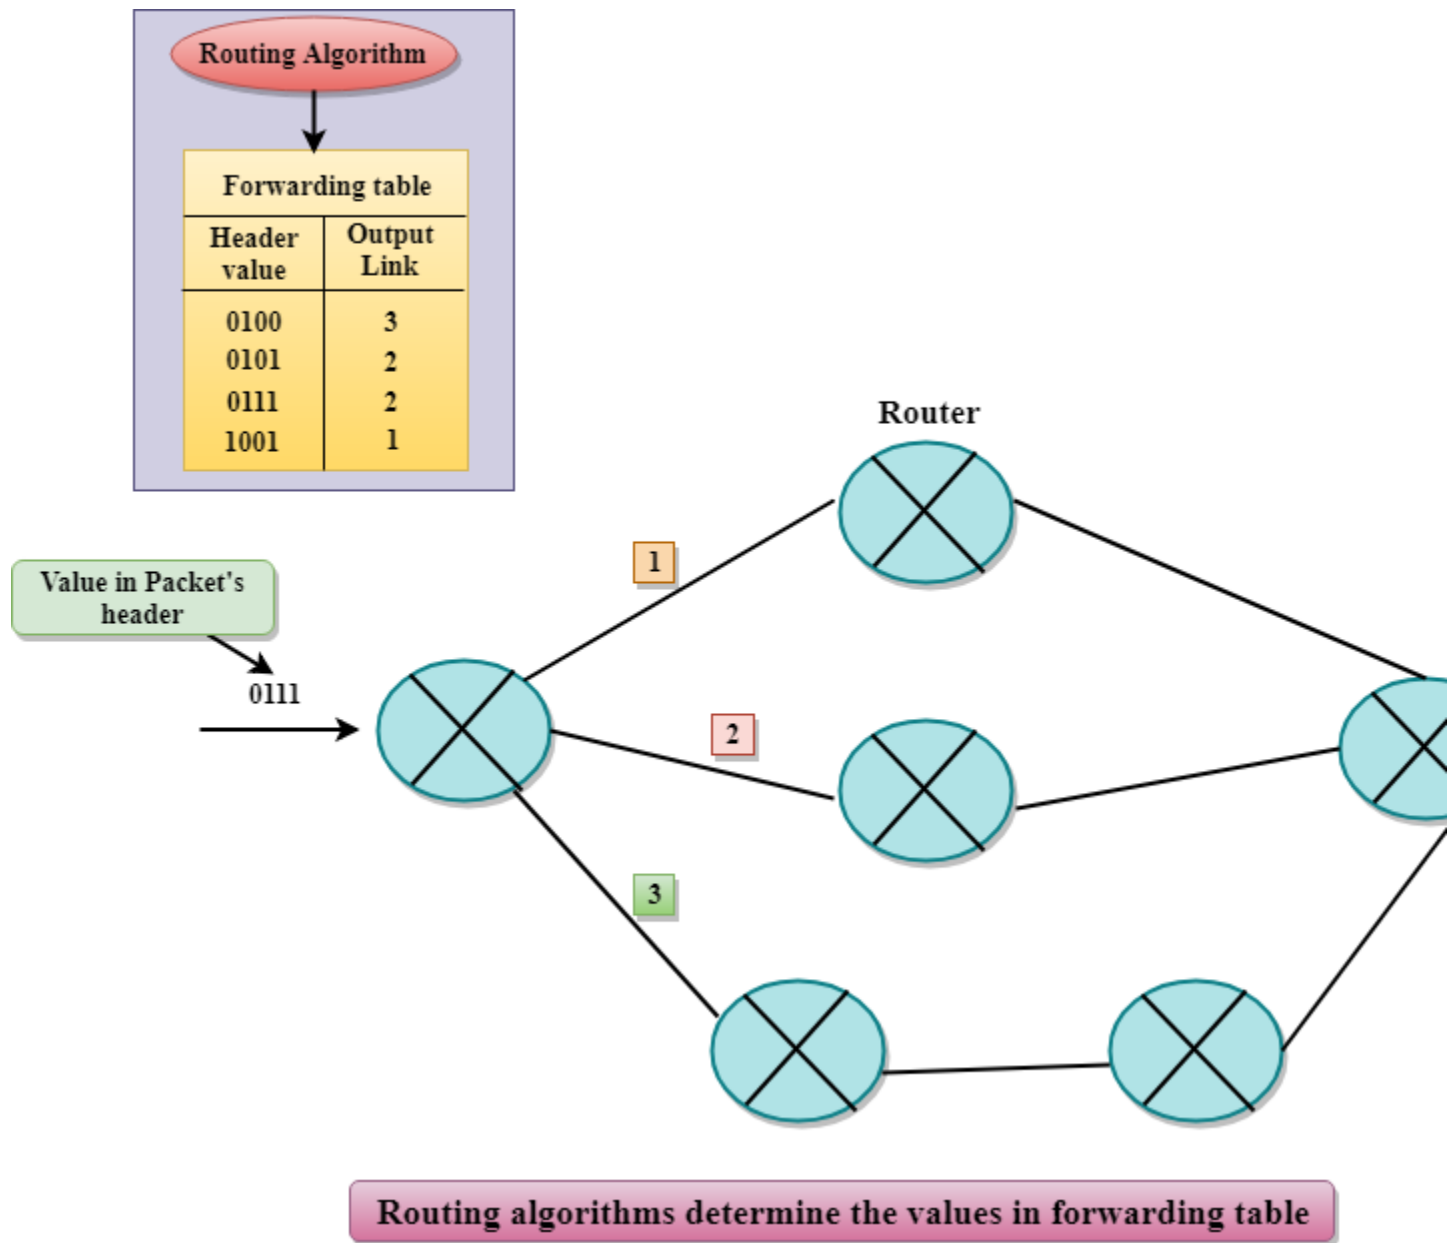 Routing Algorithm
Forwarding table
Header
value
Output
Link
0100 3
0101 2
0111 2
1001 1
Router
1
Value in Packet's
header
0111
2
3
Routing algorithms determine the values in forwarding table